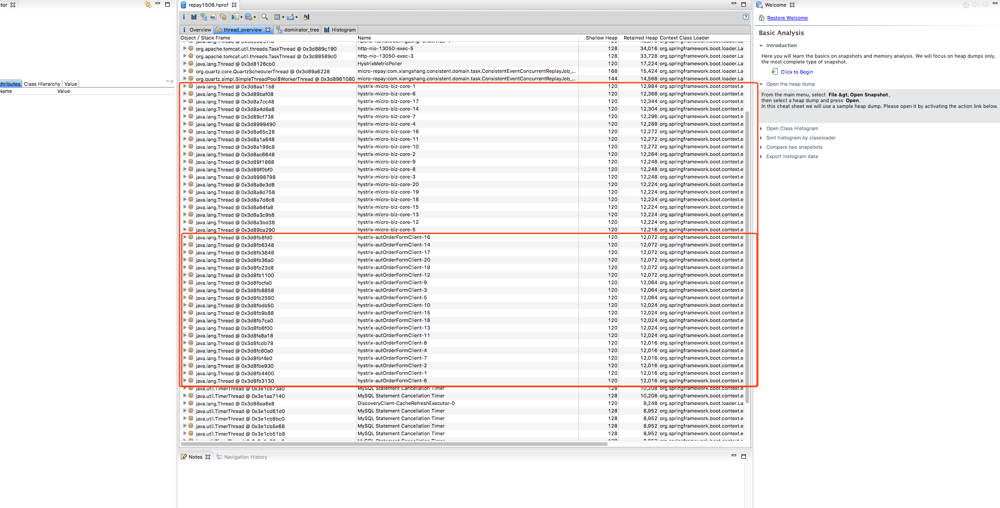 ctor
ttributes Class Hierarchy Value
Name Value
repay1508.hprof
i Overview thread_overview dominator_tree Histogram
Object / Stack Frame Name Shallow Heap Retained Heap Context Class Loader
org.apache.tomcat.util.threads.TaskThread @ 0x3d889c190 http-nio-13050-exec-5 128 34,016 org.springframework.boot.loader.La
org.apache.tomcat.util.threads.TaskThread @ 0x3d88569c0 http-nio-13050-exec-3 128 33,728 org.springframework.boot.loader.La
java.lang.Thread @ 0x3d8126cb0 HystrixMetricPoller 120 17,224 org.springframework.boot.loader.La
org.quartz.core.QuartzSchedulerThread @ 0x3d89a6228 micro-repay:com.xiangshang.consistent.domain.task.ConsistentEventConcurrentReplayJob_... 168 15,424 org.springframework.boot.loader.La
org.quartz.simpl.SimpleThreadPool$WorkerThread @ 0x3d8961080 micro-repay:com.xiangshang.consistent.domain.task.ConsistentEventConcurrentReplayJob_... 144 14,568 org.springframework.boot.loader.La
java.lang.Thread @ 0x3d8aa11b8 hystrix-micro-biz-core-1 120 12,984 org.springframework.boot.context.e
java.lang.Thread @ 0x3d89baf08 hystrix-micro-biz-core-6 120 12,368 org.springframework.boot.context.e
java.lang.Thread @ 0x3d8a7cc48 hystrix-micro-biz-core-17 120 12,344 org.springframework.boot.context.e
java.lang.Thread @ 0x3d8a4d6a8 hystrix-micro-biz-core-14 120 12,304 org.springframework.boot.context.e
java.lang.Thread @ 0x3d89cf738 hystrix-micro-biz-core-7 120 12,296 org.springframework.boot.context.e
java.lang.Thread @ 0x3d8999490 hystrix-micro-biz-core-4 120 12,288 org.springframework.boot.context.e
java.lang.Thread @ 0x3d8a65c28 hystrix-micro-biz-core-16 120 12,272 org.springframework.boot.context.e
java.lang.Thread @ 0x3d8a1a648 hystrix-micro-biz-core-11 120 12,272 org.springframework.boot.context.e
java.lang.Thread @ 0x3d8a199c8 hystrix-micro-biz-core-10 120 12,272 org.springframework.boot.context.e
java.lang.Thread @ 0x3d8ac6648 hystrix-micro-biz-core-2 120 12,264 org.springframework.boot.context.e
java.lang.Thread @ 0x3d89f1868 hystrix-micro-biz-core-9 120 12,248 org.springframework.boot.context.e
java.lang.Thread @ 0x3d89f0bf0 hystrix-micro-biz-core-8 120 12,248 org.springframework.boot.context.e
java.lang.Thread @ 0x3d8998798 hystrix-micro-biz-core-3 120 12,248 org.springframework.boot.context.e
java.lang.Thread @ 0x3d8a8e3d8 hystrix-micro-biz-core-20 120 12,224 org.springframework.boot.context.e
java.lang.Thread @ 0x3d8a8d758 hystrix-micro-biz-core-19 120 12,224 org.springframework.boot.context.e
java.lang.Thread @ 0x3d8a7d8c8 hystrix-micro-biz-core-18 120 12,224 org.springframework.boot.context.e
java.lang.Thread @ 0x3d8a64fa8 hystrix-micro-biz-core-15 120 12,224 org.springframework.boot.context.e
java.lang.Thread @ 0x3d8a3c9b8 hystrix-micro-biz-core-13 120 12,224 org.springframework.boot.context.e
java.lang.Thread @ 0x3d8a3bd38 hystrix-micro-biz-core-12 120 12,224 org.springframework.boot.context.e
java.lang.Thread @ 0x3d89ba290 hystrix-micro-biz-core-5 120 12,216 org.springframework.boot.context.e
java.lang.Thread @ 0x3d8fb8fd0 hystrix-autOrderFormClient-16 120 12,072 org.springframework.boot.context.e
java.lang.Thread @ 0x3d8fb6348 hystrix-autOrderFormClient-14 120 12,072 org.springframework.boot.context.e
java.lang.Thread @ 0x3d8fb3848 hystrix-autOrderFormClient-17 120 12,072 org.springframework.boot.context.e
java.lang.Thread @ 0x3d8fb36a0 hystrix-autOrderFormClient-20 120 12,072 org.springframework.boot.context.e
java.lang.Thread @ 0x3d8fb23d8 hystrix-autOrderFormClient-19 120 12,072 org.springframework.boot.context.e
java.lang.Thread @ 0x3d8fb1100 hystrix-autOrderFormClient-12 120 12,072 org.springframework.boot.context.e
java.lang.Thread @ 0x3d8fbcfa0 hystrix-autOrderFormClient-9 120 12,064 org.springframework.boot.context.e
java.lang.Thread @ 0x3d8fb8858 hystrix-autOrderFormClient-3 120 12,064 org.springframework.boot.context.e
java.lang.Thread @ 0x3d8fb2580 hystrix-autOrderFormClient-5 120 12,064 org.springframework.boot.context.e
java.lang.Thread @ 0x3d8fbdb50 hystrix-autOrderFormClient-10 120 12,024 org.springframework.boot.context.e
java.lang.Thread @ 0x3d8fb9b88 hystrix-autOrderFormClient-15 120 12,024 org.springframework.boot.context.e
java.lang.Thread @ 0x3d8fb7ca0 hystrix-autOrderFormClient-18 120 12,024 org.springframework.boot.context.e
java.lang.Thread @ 0x3d8fb6f00 hystrix-autOrderFormClient-13 120 12,024 org.springframework.boot.context.e
java.lang.Thread @ 0x3d8fa8a18 hystrix-autOrderFormClient-11 120 12,024 org.springframework.boot.context.e
java.lang.Thread @ 0x3d8fcdb78 hystrix-autOrderFormClient-8 120 12,016 org.springframework.boot.context.e
java.lang.Thread @ 0x3d8fc60a0 hystrix-autOrderFormClient-4 120 12,016 org.springframework.boot.context.e
java.lang.Thread @ 0x3d8fbf4e0 hystrix-autOrderFormClient-7 120 12,016 org.springframework.boot.context.e
java.lang.Thread @ 0x3d8fbe930 hystrix-autOrderFormClient-2 120 12,016 org.springframework.boot.context.e
java.lang.Thread @ 0x3d8fb4400 hystrix-autOrderFormClient-1 120 12,016 org.springframework.boot.context.e
java.lang.Thread @ 0x3d8fb3130 hystrix-autOrderFormClient-6 120 12,016 org.springframework.boot.context.e
java.util.TimerThread @ 0x3e1cb73a0 MySQL Statement Cancellation Timer 128 10,208 org.springframework.boot.context.e
java.util.TimerThread @ 0x3e1aa7140 MySQL Statement Cancellation Timer 128 10,208 org.springframework.boot.context.e
java.lang.Thread @ 0x3d88ea6e8 DiscoveryClient-CacheRefreshExecutor-0 120 9,248 org.springframework.boot.loader.La
java.util.TimerThread @ 0x3e1cd61d0 MySQL Statement Cancellation Timer 128 8,952 org.springframework.boot.context.e
java.util.TimerThread @ 0x3e1cb9bc0 MySQL Statement Cancellation Timer 128 8,952 org.springframework.boot.context.e
java.util.TimerThread @ 0x3e1cb5e68 MySQL Statement Cancellation Timer 128 8,952 org.springframework.boot.context.e
java.util.TimerThread @ 0x3e1cb51b8 MySQL Statement Cancellation Timer 128 8,952 org.springframework.boot.context.e
Notes Navigation History
Welcome
Restore Welcome
Basic Analysis
Introduction
Here you will learn the basics on snapshots and memory analysis. We will focus on heap dumps only,
the most complete type of snapshot.
Click to Begin
Open the heap dump
From the main menu, select File &gt; Open Snapshot,
then select a heap dump and press Open.
In this cheat sheet we will use a sample heap dump. Please open it by activating the action link below.
Open Class Histogram
Sort histogram by classloader
Compare two snapshots
Export histogram data